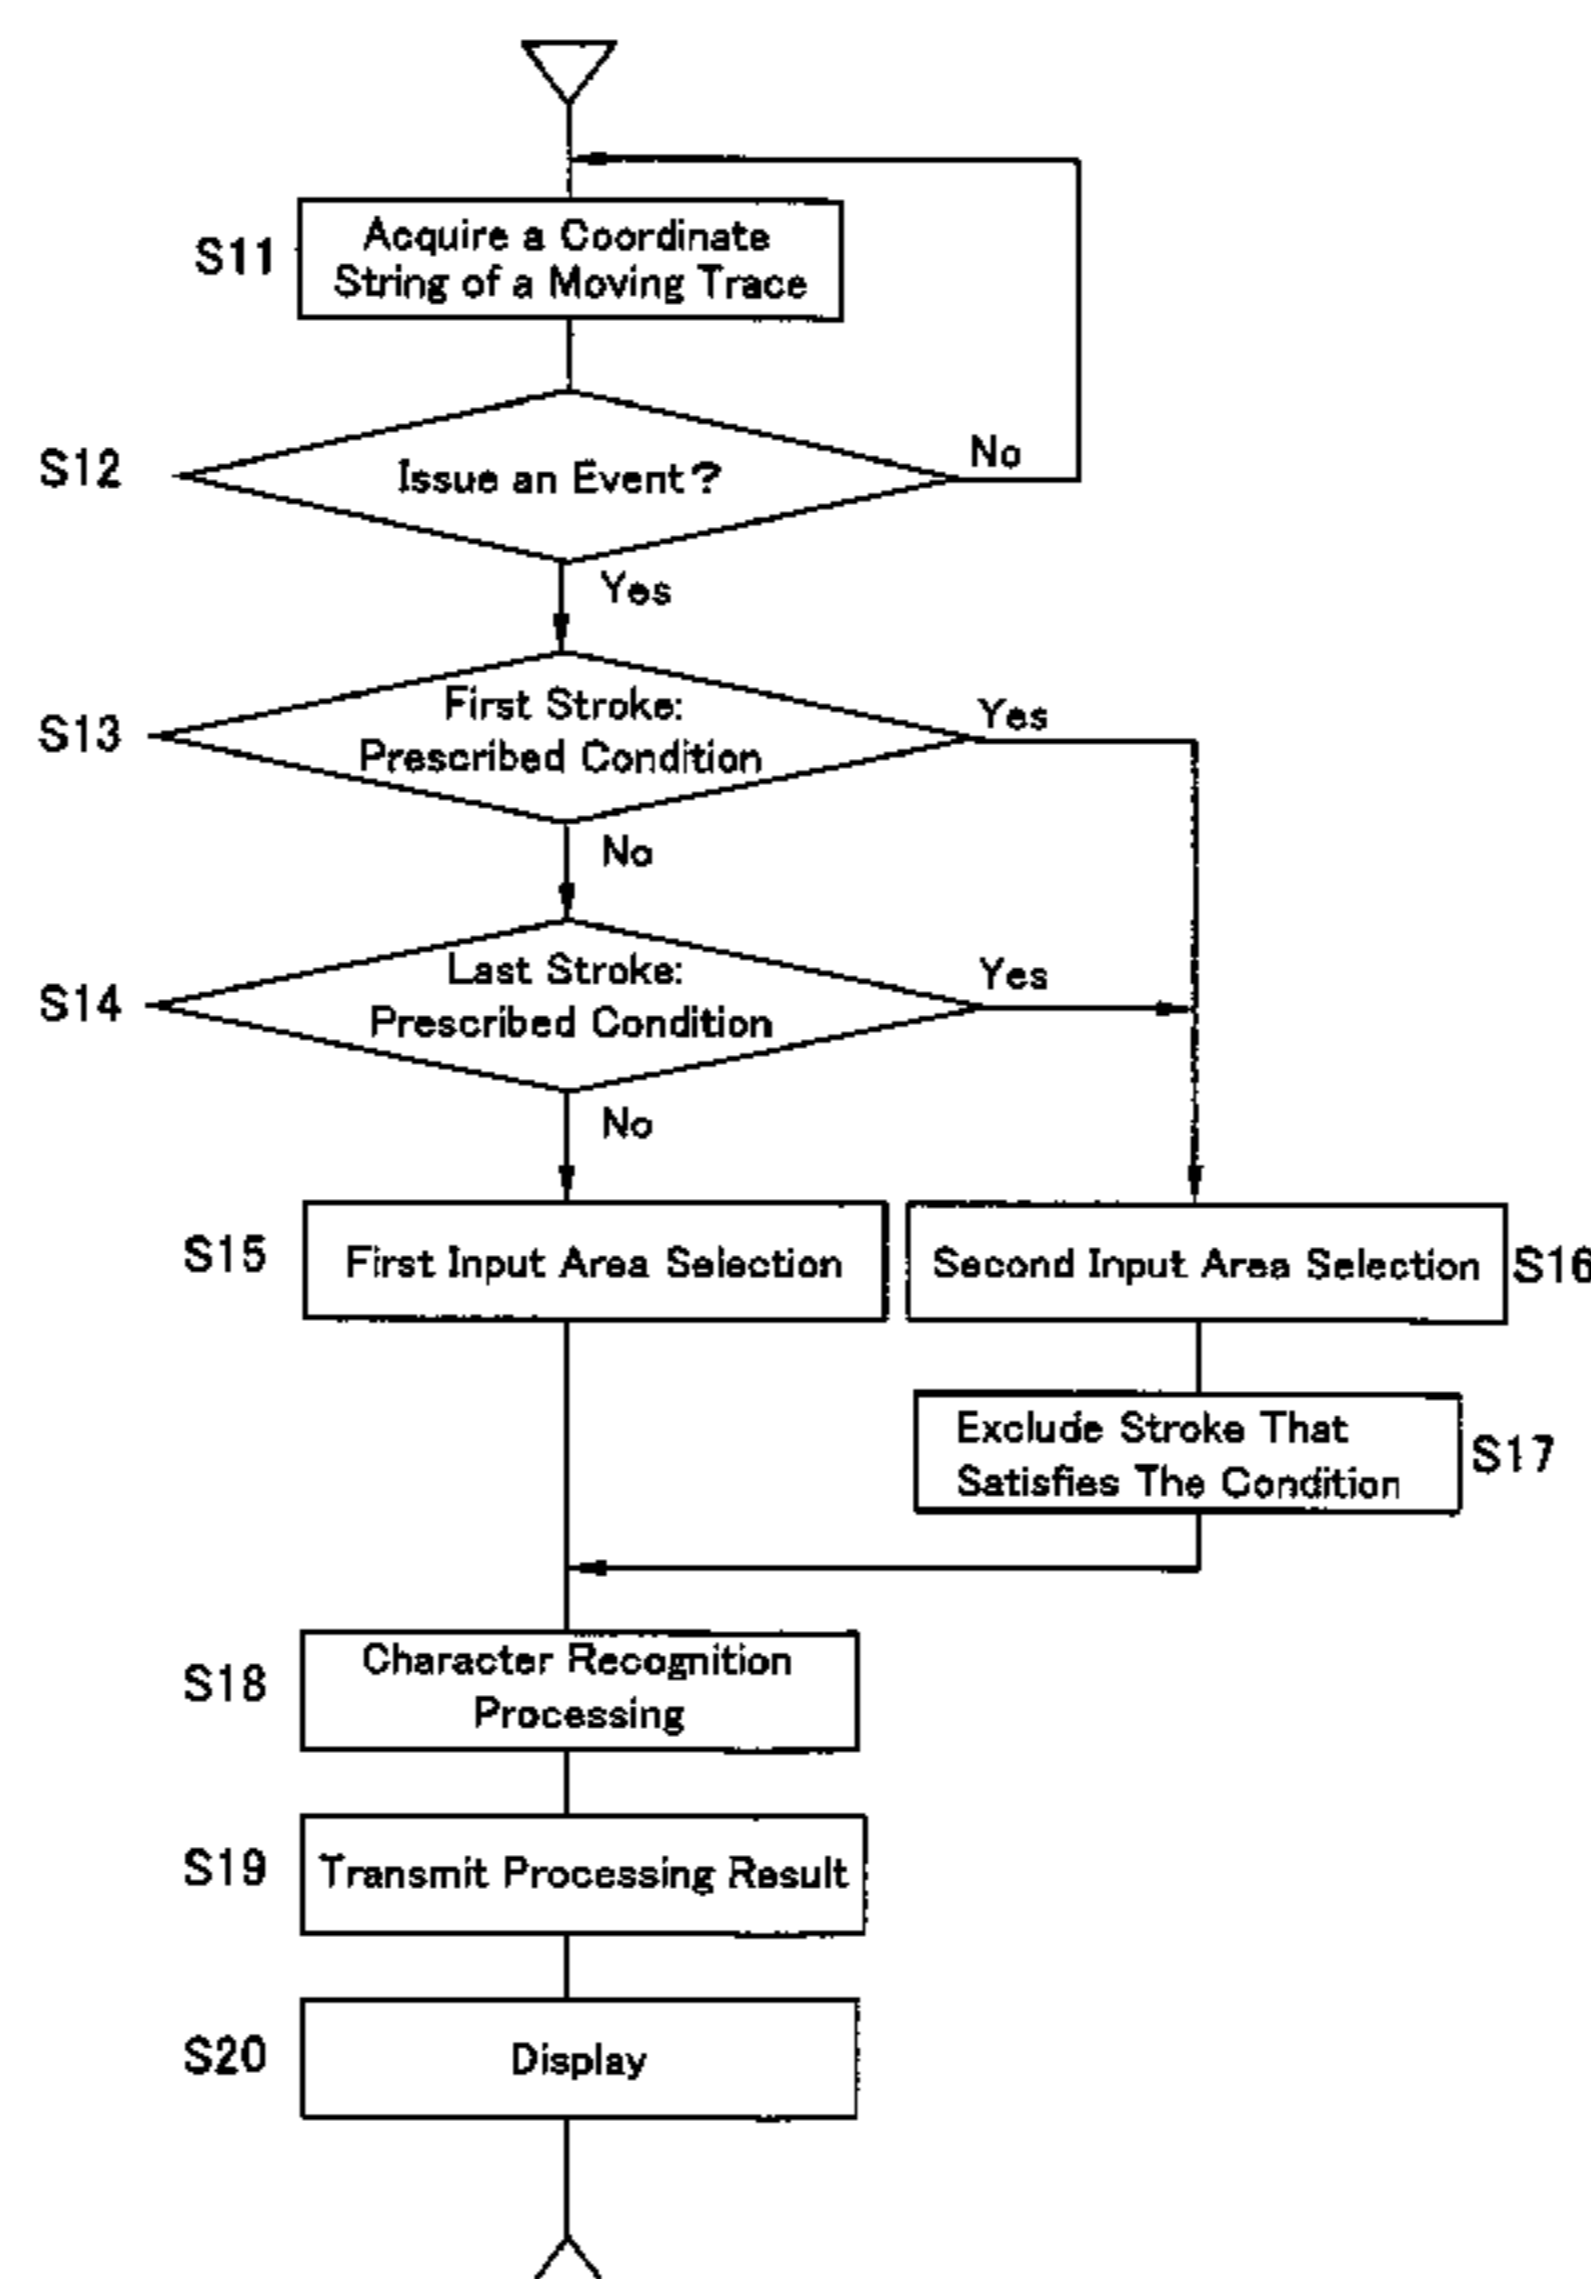 S11
Acquire a Coordinate
String of a Moving Trace
S12
Issue an Event?
No
Yes
S13
First Stroke:
Prescribed Condition
Yes
No
S14
Last Stroke:
Prescribed Condition
Yes
No
S15
First Input Area Selection
Second Input Area Selection
S16
Exclude Stroke That
Satisfies The Condition
S17
S18
Character Recognition
Processing
S19
Transmit Processing Result
S20
Display